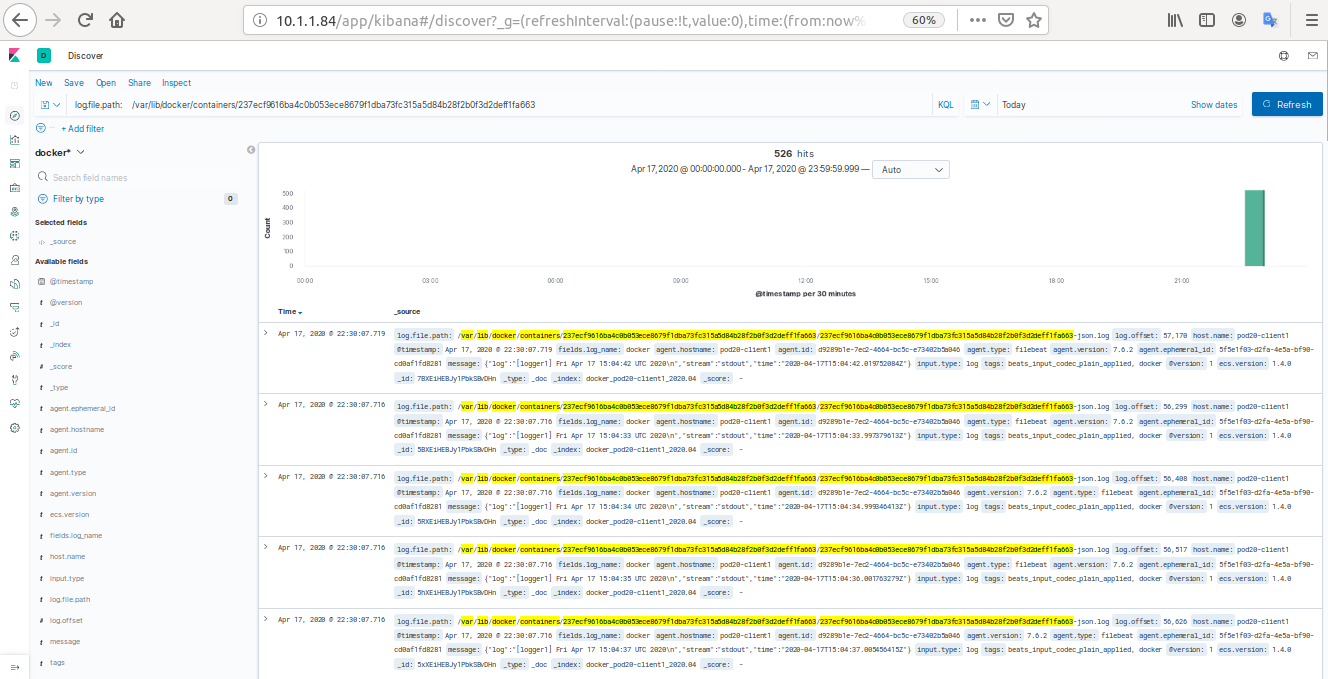 10.1.1.84/app/kibana#/discover?_g=(refreshInterval:(pause:!t,value:0),time:(from:now%
60%
D
Discover
New Save Open Share Inspect
log.file.path: /var/lib/docker/containers/237ecf9616ba4c0b053ece8679f1dba73fc315a5d84b28f2b0f3d2deff1fa663
KQL
Today
Show dates
Refresh
+ Add filter
docker*
Search field names
Filter by type 0
Selected fields
_source
Available fields
@timestamp
t @version
t _id
t _index
# _score
t _type
t agent.ephemeral_id
t agent.hostname
t agent.id
t agent.type
t agent.version
t ecs.version
t fields.log_name
t host.name
t input.type
t log.file.path
# log.offset
t message
t tags
526 hits
Apr 17, 2020 @ 00:00:00.000 - Apr 17, 2020 @ 23:59:59.999 — Auto
Count
500
400
300
200
100
0
00:00 03:00 06:00 09:00 12:00 15:00 18:00 21:00
@timestamp per 30 minutes
Time _source
Apr 17, 2020 @ 22:30:07.719 log.file.path: /var/lib/docker/containers/237ecf9616ba4c0b053ece8679f1dba73fc315a5d84b28f2b0f3d2deff1fa663/237ecf9616ba4c0b053ece8679f1dba73fc315a5d84b28f2b0f3d2deff1fa663-json.log log.offset: 57,170 host.name: pod20-client1
@timestamp: Apr 17, 2020 @ 22:30:07.719 fields.log_name: docker agent.hostname: pod20-client1 agent.id: d9289b1e-7ec2-4664-bc5c-e73402b5a046 agent.type: filebeat agent.version: 7.6.2 agent.ephemeral_id: 5f5e1f03-d2fa-4e5a-bf90-
cd0af1fd8281 message: {"log":"[logger1] Fri Apr 17 15:04:42 UTC 2020\n","stream":"stdout","time":"2020-04-17T15:04:42.019752084Z"} input.type: log tags: beats_input_codec_plain_applied, docker @version: 1 ecs.version: 1.4.0
_id: 7BXEiHEBJy1PbkSBvDHn _type: _doc _index: docker_pod20-client1_2020.04 _score: -
Apr 17, 2020 @ 22:30:07.716 log.file.path: /var/lib/docker/containers/237ecf9616ba4c0b053ece8679f1dba73fc315a5d84b28f2b0f3d2deff1fa663/237ecf9616ba4c0b053ece8679f1dba73fc315a5d84b28f2b0f3d2deff1fa663-json.log log.offset: 56,299 host.name: pod20-client1
@timestamp: Apr 17, 2020 @ 22:30:07.716 fields.log_name: docker agent.hostname: pod20-client1 agent.id: d9289b1e-7ec2-4664-bc5c-e73402b5a046 agent.type: filebeat agent.version: 7.6.2 agent.ephemeral_id: 5f5e1f03-d2fa-4e5a-bf90-
cd0af1fd8281 message: {"log":"[logger1] Fri Apr 17 15:04:33 UTC 2020\n","stream":"stdout","time":"2020-04-17T15:04:33.997379613Z"} input.type: log tags: beats_input_codec_plain_applied, docker @version: 1 ecs.version: 1.4.0
_id: 5BXEiHEBJy1PbkSBvDHn _type: _doc _index: docker_pod20-client1_2020.04 _score: -
Apr 17, 2020 @ 22:30:07.716 log.file.path: /var/lib/docker/containers/237ecf9616ba4c0b053ece8679f1dba73fc315a5d84b28f2b0f3d2deff1fa663/237ecf9616ba4c0b053ece8679f1dba73fc315a5d84b28f2b0f3d2deff1fa663-json.log log.offset: 56,408 host.name: pod20-client1
@timestamp: Apr 17, 2020 @ 22:30:07.716 fields.log_name: docker agent.hostname: pod20-client1 agent.id: d9289b1e-7ec2-4664-bc5c-e73402b5a046 agent.version: 7.6.2 agent.type: filebeat agent.ephemeral_id: 5f5e1f03-d2fa-4e5a-bf90-
cd0af1fd8281 message: {"log":"[logger1] Fri Apr 17 15:04:34 UTC 2020\n","stream":"stdout","time":"2020-04-17T15:04:34.999346413Z"} input.type: log tags: beats_input_codec_plain_applied, docker @version: 1 ecs.version: 1.4.0
_id: 5RXEiHEBJy1PbkSBvDHn _type: _doc _index: docker_pod20-client1_2020.04 _score: -
Apr 17, 2020 @ 22:30:07.716 log.file.path: /var/lib/docker/containers/237ecf9616ba4c0b053ece8679f1dba73fc315a5d84b28f2b0f3d2deff1fa663/237ecf9616ba4c0b053ece8679f1dba73fc315a5d84b28f2b0f3d2deff1fa663-json.log log.offset: 56,517 host.name: pod20-client1
@timestamp: Apr 17, 2020 @ 22:30:07.716 fields.log_name: docker agent.hostname: pod20-client1 agent.id: d9289b1e-7ec2-4664-bc5c-e73402b5a046 agent.type: filebeat agent.version: 7.6.2 agent.ephemeral_id: 5f5e1f03-d2fa-4e5a-bf90-
cd0af1fd8281 message: {"log":"[logger1] Fri Apr 17 15:04:35 UTC 2020\n","stream":"stdout","time":"2020-04-17T15:04:36.001763279Z"} input.type: log tags: beats_input_codec_plain_applied, docker @version: 1 ecs.version: 1.4.0
_id: 5hXEiHEBJy1PbkSBvDHn _type: _doc _index: docker_pod20-client1_2020.04 _score: -
Apr 17, 2020 @ 22:30:07.716 log.file.path: /var/lib/docker/containers/237ecf9616ba4c0b053ece8679f1dba73fc315a5d84b28f2b0f3d2deff1fa663/237ecf9616ba4c0b053ece8679f1dba73fc315a5d84b28f2b0f3d2deff1fa663-json.log log.offset: 56,626 host.name: pod20-client1
@timestamp: Apr 17, 2020 @ 22:30:07.716 fields.log_name: docker agent.hostname: pod20-client1 agent.id: d9289b1e-7ec2-4664-bc5c-e73402b5a046 agent.version: 7.6.2 agent.type: filebeat agent.ephemeral_id: 5f5e1f03-d2fa-4e5a-bf90-
cd0af1fd8281 message: {"log":"[logger1] Fri Apr 17 15:04:37 UTC 2020\n","stream":"stdout","time":"2020-04-17T15:04:37.005456415Z"} input.type: log tags: beats_input_codec_plain_applied, docker @version: 1 ecs.version: 1.4.0
_id: 5xXEiHEBJy1PbkSBvDHn _type: _doc _index: docker_pod20-client1_2020.04 _score: -